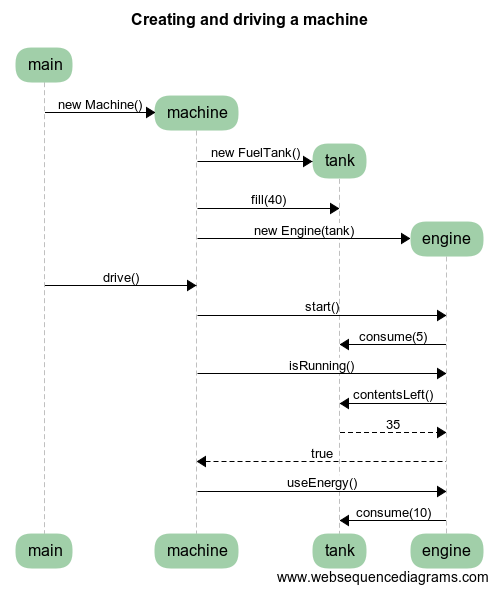 Creating and driving a machine
main
new Machine()
machine
new FuelTank()
tank
fill(40)
new Engine(tank)
engine
drive()
start()
consume(5)
isRunning()
contentsLeft()
35
true
useEnergy()
consume(10)
main machine tank engine
www.websequencediagrams.com